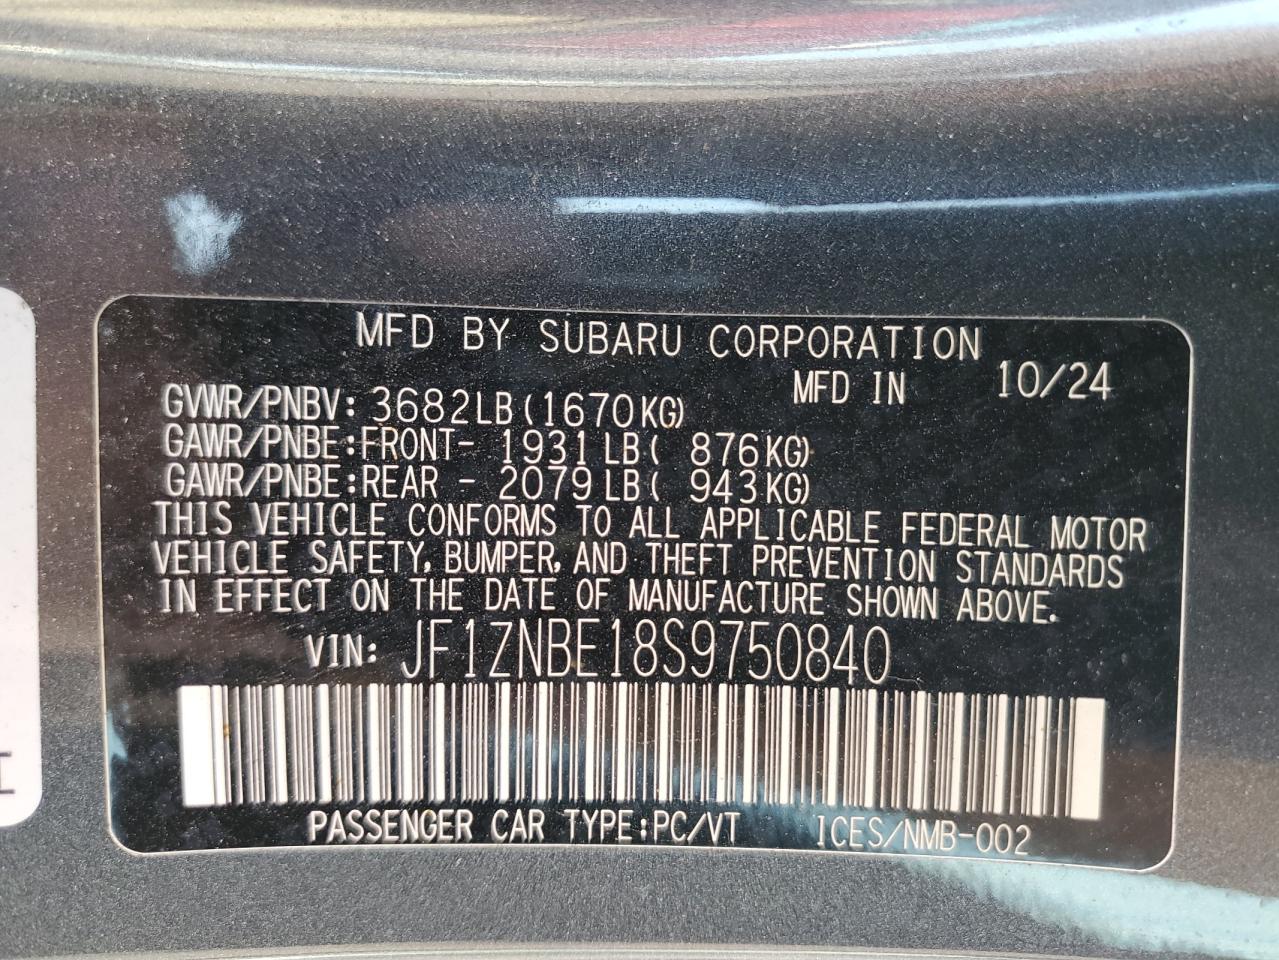 MFD BY SUBARU CORPORATION
MFD IN 10/24
GVWR/PNBV: 3682LB(1670KG)
GAWR/PNBE:FRONT- 1931LB( 876KG)
GAWR/PNBE:REAR - 2079LB( 943KG)
THIS VEHICLE CONFORMS TO ALL APPLICABLE FEDERAL MOTOR
VEHICLE SAFETY, BUMPER, AND THEFT PREVENTION STANDARDS
IN EFFECT ON THE DATE OF MANUFACTURE SHOWN ABOVE.
VIN: JF1ZNBE18S9750840
PASSENGER CAR TYPE:PC/VT ICES/NMB-002